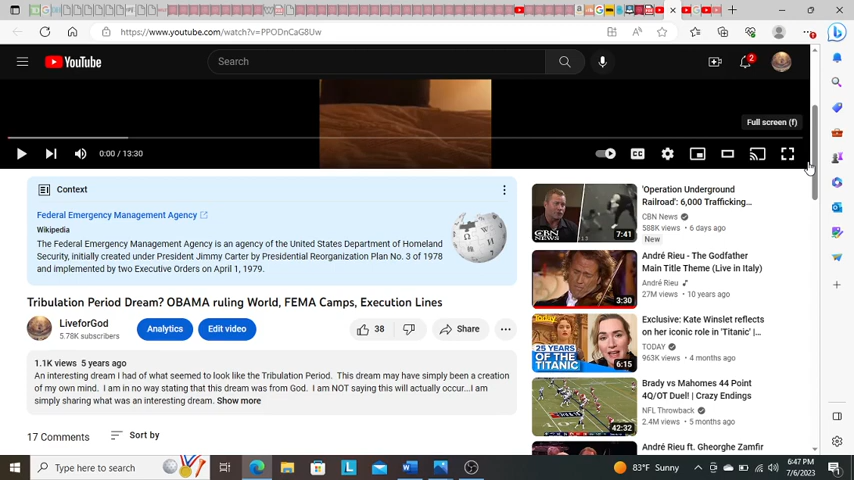 https://www.youtube.com/watch?v=PPODnCaG8Uw
YouTube
Search
2
Full screen (f)
0:00 / 13:30
CC
Context
Federal Emergency Management Agency
Wikipedia
The Federal Emergency Management Agency is an agency of the United States Department of Homeland
Security, initially created under President Jimmy Carter by Presidential Reorganization Plan No. 3 of 1978
and implemented by two Executive Orders on April 1, 1979.
Tribulation Period Dream? OBAMA ruling World, FEMA Camps, Execution Lines
LiveforGod
5.78K subscribers
Analytics
Edit video
38
Share
1.1K views 5 years ago
An interesting dream I had of what seemed to look like the Tribulation Period. This dream may have simply been a creation
of my own mind. I am in no way stating that this dream was from God. I am NOT saying this will actually occur...I am
simply sharing what was an interesting dream. Show more
17 Comments
Sort by
CBN
NEWS
7:41
'Operation Underground
Railroad': 6,000 Trafficking...
CBN News
588K views • 6 days ago
New
3:30
André Rieu - The Godfather
Main Title Theme (Live in Italy)
André Rieu
27M views • 10 years ago
Today
25 YEARS
OF THE
TITANIC
6:15
Exclusive: Kate Winslet reflects
on her iconic role in 'Titanic' |...
TODAY
963K views • 4 months ago
42:32
Brady vs Mahomes 44 Point
4Q/OT Duel! | Crazy Endings
NFL Throwback
2.4M views • 5 months ago
André Rieu ft. Gheorghe Zamfir
Type here to search
83°F Sunny
6:47 PM
7/6/2023